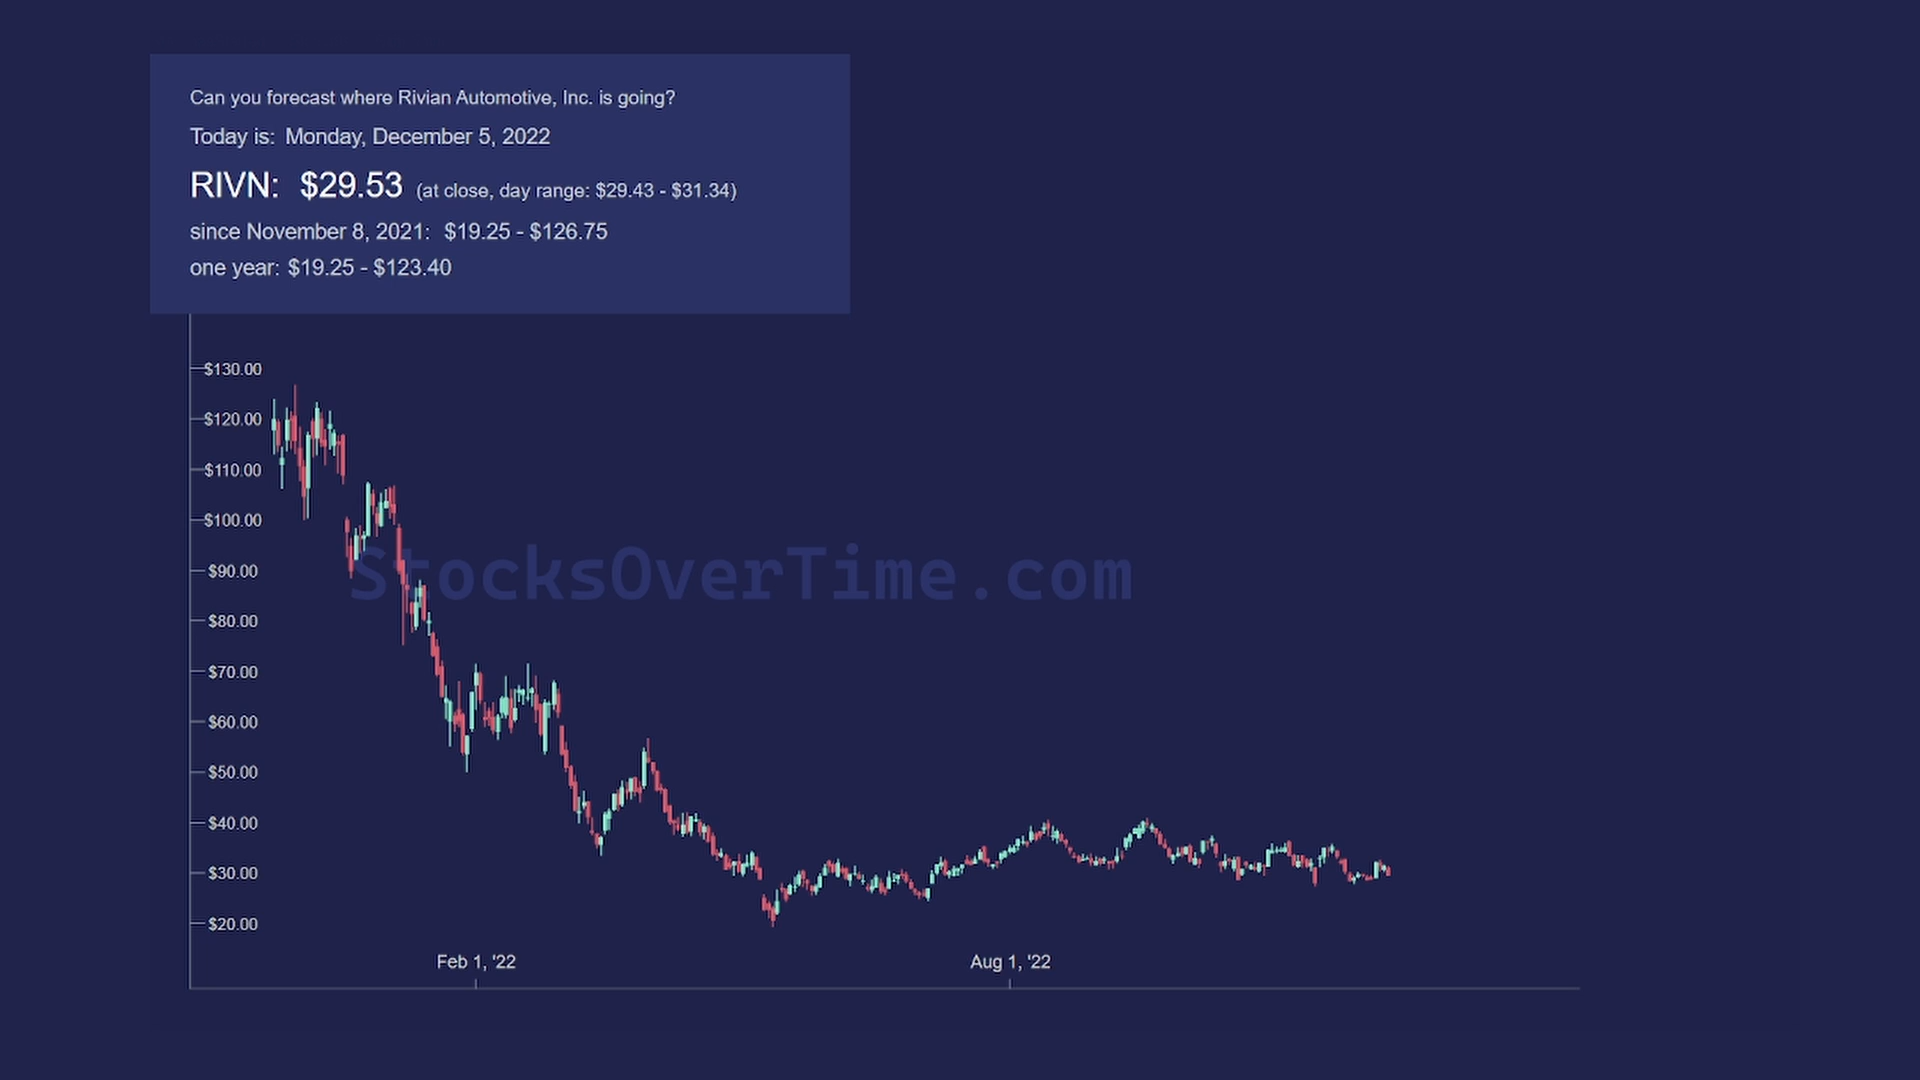 Can you forecast where Rivian Automotive, Inc. is going?
Today is: Monday, December 5, 2022
RIVN: $29.53 (at close, day range: $29.43 - $31.34)
since November 8, 2021: $19.25 - $126.75
one year: $19.25 - $123.40
$130.00
$120.00
$110.00
$100.00
$90.00
StocksOverTime.com
$80.00
$70.00
$60.00
$50.00
$40.00
$30.00
$20.00
Feb 1, '22
Aug 1, '22